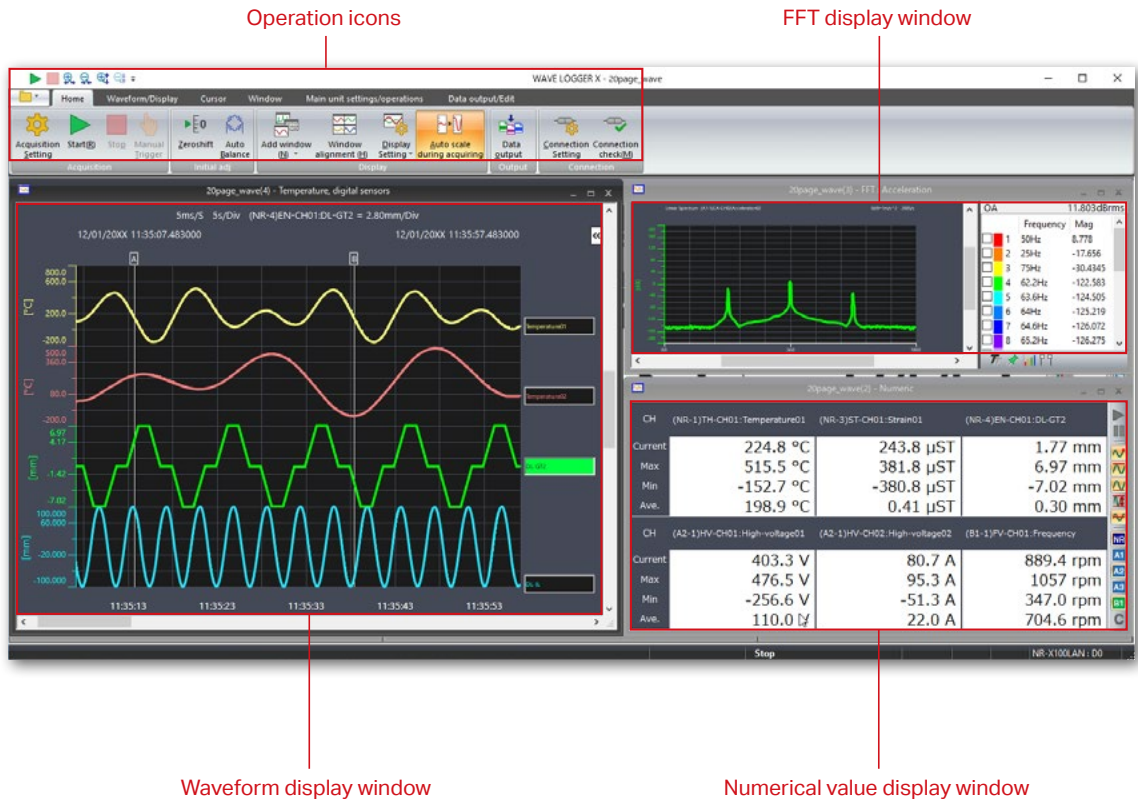 Operation icons
FFT display window
WAVE LOGGER X - 20page_wave
Home Waveform/Display Cursor Window Main unit settings/operations Data output/Edit
Acquisition Setting
Start(R)
Stop
Manual Trigger
Zeroshift
Auto Balance
Add window (N)
Window alignment (H)
Display Setting
Auto scale during acquiring
Data output
Connection Setting
Connection check(M)
Acquisition
Initial adj
Display
Output
Connection
20page_wave(4) - Temperature, digital sensors
5ms/S 5s/Div (NR-4)EN-CH01:DL-GT2 = 2.80mm/Div
12/01/20XX 11:35:07.483000
12/01/20XX 11:35:57.483000
A
B
800.0
600.0
[°C]
200.0
-200.0
Temperature01
500.0
360.0
[°C]
80.0
-200.0
Temperature02
6.97
4.17
[mm]
-1.42
-7.02
DL-GT2
100.000
60.000
[mm]
-20.000
-100.000
11:35:13 11:35:23 11:35:33 11:35:43 11:35:53
20page_wave(3) - FFT: Acceleration
OA 11.803dBrms
Frequency Mag
1 50Hz 8.778
2 25Hz -17.656
3 75Hz -30.4345
4 62.2Hz -122.583
5 63.6Hz -124.505
6 64Hz -125.219
7 64.6Hz -126.072
8 65.2Hz -126.275
20page_wave(2) - Numeric
CH (NR-1)TH-CH01:Temperature01 (NR-3)ST-CH01:Strain01 (NR-4)EN-CH01:DL-GT2
Current 224.8 °C 243.8 µST 1.77 mm
Max 515.5 °C 381.8 µST 6.97 mm
Min -152.7 °C -380.8 µST -7.02 mm
Ave. 198.9 °C 0.41 µST 0.30 mm
CH (A2-1)HV-CH01:High-voltage01 (A2-1)HV-CH02:High-voltage02 (B1-1)FV-CH01:Frequency
Current 403.3 V 80.7 A 889.4 rpm
Max 476.5 V 95.3 A 1057 rpm
Min -256.6 V -51.3 A 347.0 rpm
Ave. 110.0 V 22.0 A 704.6 rpm
NR
A1
A2
A3
B1
C
Stop
NR-X100LAN : D0
Waveform display window
Numerical value display window